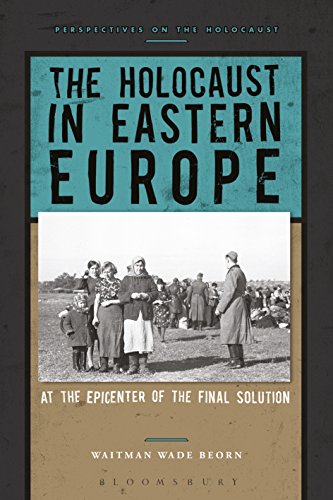 PERSPECTIVES ON THE HOLOCAUST
THE HOLOCAUST
IN EASTERN
EUROPE
AT THE EPICENTER OF THE FINAL SOLUTION
WAITMAN WADE BEORN
BLOOMSBURY